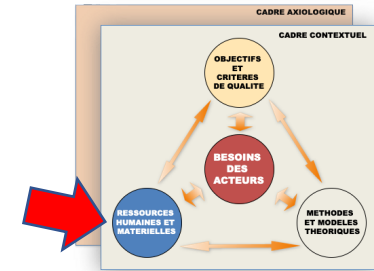 CADRE AXIOLOGIQUE
CADRE CONTEXTUEL
OBJECTIFS
ET
CRITERES
DE QUALITE
BESOINS
DES
ACTEURS
RESSOURCES
HUMAINES ET
MATERIELLES
METHODES
ET MODELES
THEORIQUES